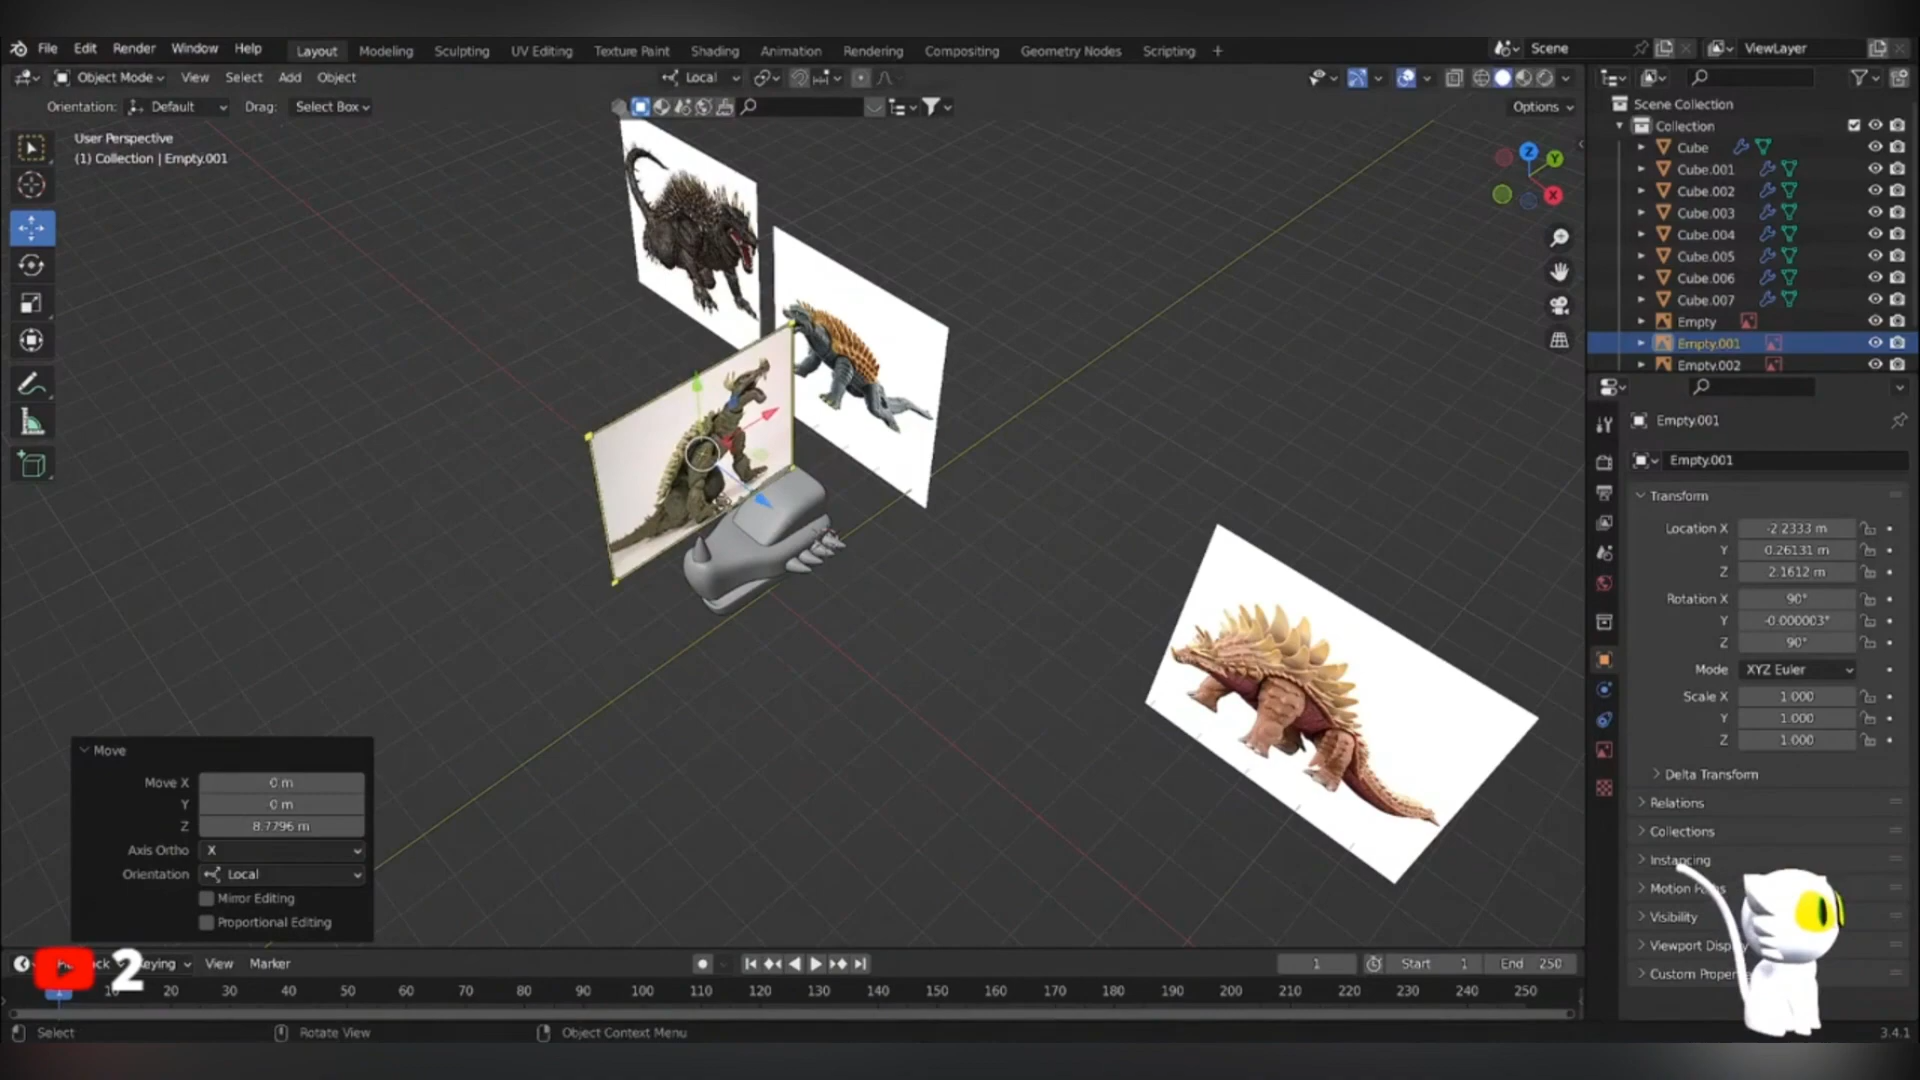 File Edit Render Window Help Layout Modeling Sculpting UV Editing Texture Paint Shading Animation Rendering Compositing Geometry Nodes Scripting + Scene ViewLayer
Object Mode View Select Add Object Local
Orientation: Default Drag: Select Box Options
User Perspective
(1) Collection | Empty.001
Z
Y
X
Scene Collection
Collection
Cube
Cube.001
Cube.002
Cube.003
Cube.004
Cube.005
Cube.006
Cube.007
Empty
Empty.001
Empty.002
Empty.001
Empty.001
Transform
Location X -2.2333 m
Y 0.26131 m
Z 2.1612 m
Rotation X 90°
Y -0.000003°
Z 90°
Mode XYZ Euler
Scale X 1.000
Y 1.000
Z 1.000
Delta Transform
Relations
Collections
Instancing
Motion
Visibility
Viewport
Custom
Move
Move X 0 m
Y 0 m
Z 8.7796 m
Axis Ortho X
Orientation Local
Mirror Editing
Proportional Editing
2 View Marker 1 Start 1 End 250
1 10 20 30 40 50 60 70 80 90 100 110 120 130 140 150 160 170 180 190 200 210 220 230 240 250
Select Rotate View Object Context Menu 3.4.1